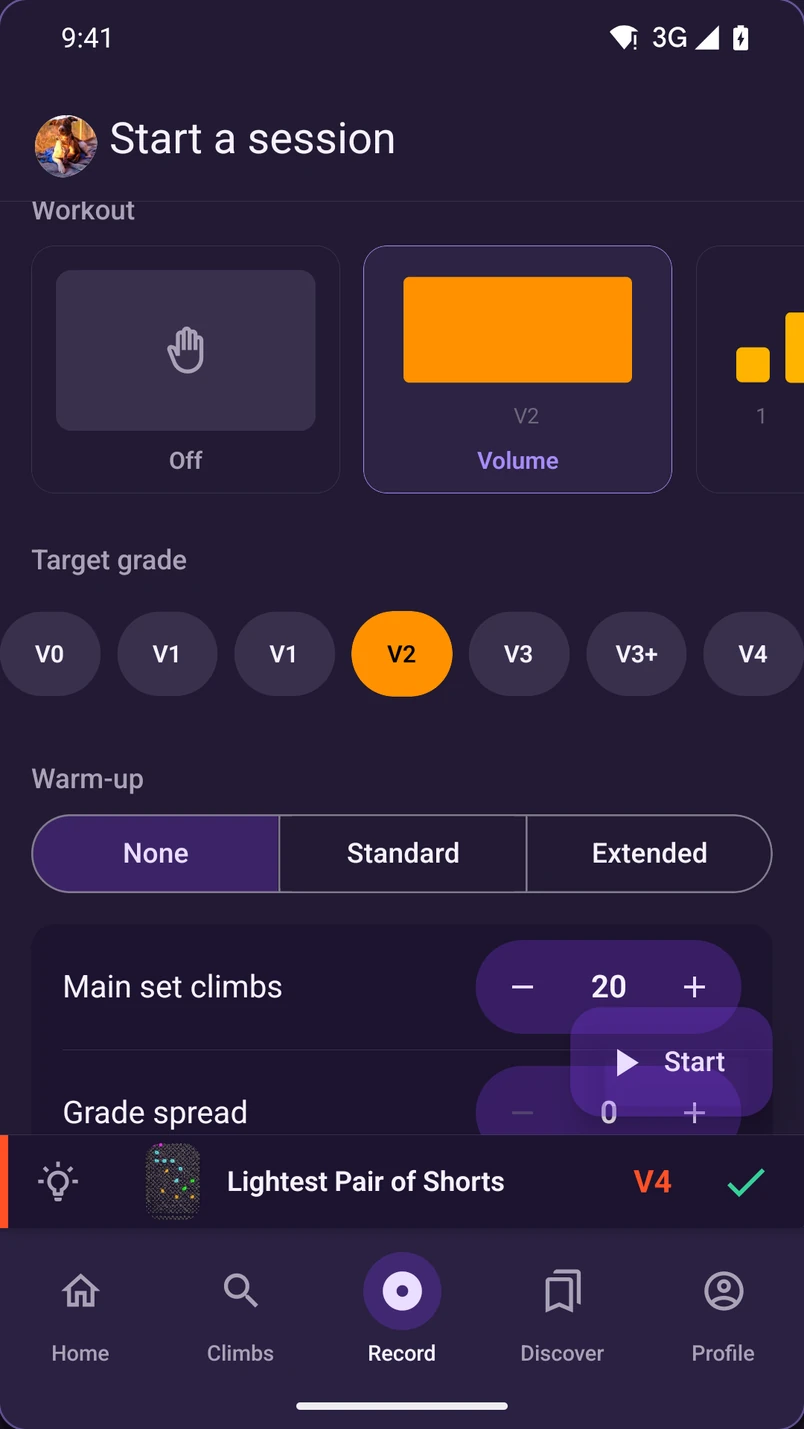 9:41
3G
Start a session
Workout
V2
1
Off
Volume
Target grade
V0 V1 V1 V2 V3 V3+ V4
Warm-up
None Standard Extended
Main set climbs − 20 +
Start
Grade spread − 0 +
Lightest Pair of Shorts V4
Home Climbs Record Discover Profile